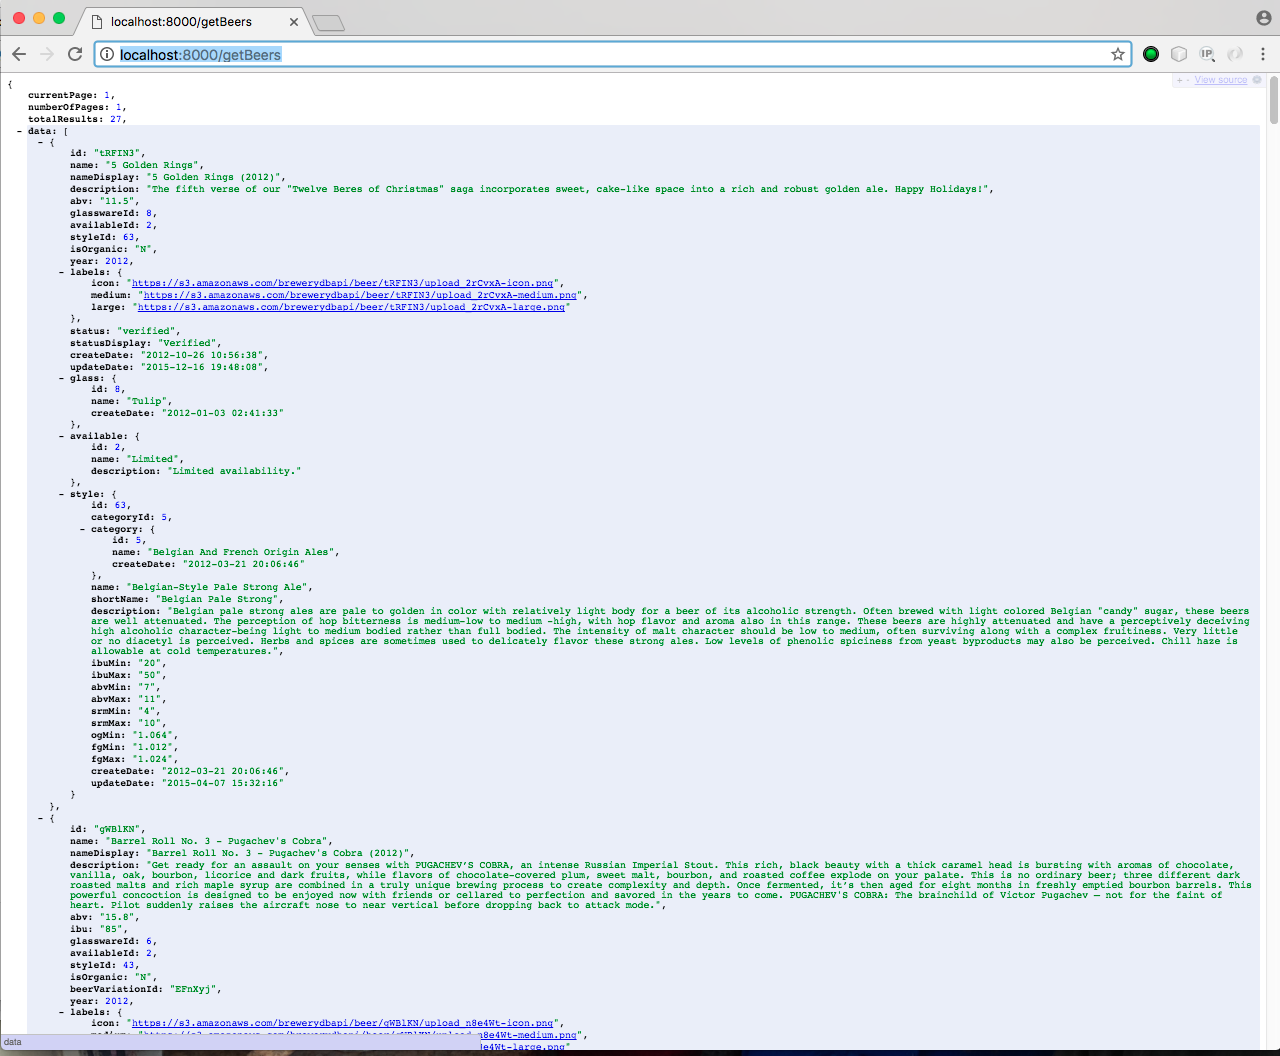 localhost:8000/getBeers
localhost:8000/getBeers
IP
+ - View source
{
currentPage: 1,
numberOfPages: 1,
totalResults: 27,
- data: [
- {
id: "tRFIN3",
name: "5 Golden Rings",
nameDisplay: "5 Golden Rings (2012)",
description: "The fifth verse of our "Twelve Beres of Christmas" saga incorporates sweet, cake-like space into a rich and robust golden ale. Happy Holidays!",
abv: "11.5",
glasswareId: 8,
availableId: 2,
styleId: 63,
isOrganic: "N",
year: 2012,
- labels: {
icon: "https://s3.amazonaws.com/brewerydbapi/beer/tRFIN3/upload_2rCvxA-icon.png",
medium: "https://s3.amazonaws.com/brewerydbapi/beer/tRFIN3/upload_2rCvxA-medium.png",
large: "https://s3.amazonaws.com/brewerydbapi/beer/tRFIN3/upload_2rCvxA-large.png"
},
status: "verified",
statusDisplay: "Verified",
createDate: "2012-10-26 10:56:38",
updateDate: "2015-12-16 19:48:08",
- glass: {
id: 8,
name: "Tulip",
createDate: "2012-01-03 02:41:33"
},
- available: {
id: 2,
name: "Limited",
description: "Limited availability."
},
- style: {
id: 63,
categoryId: 5,
- category: {
id: 5,
name: "Belgian And French Origin Ales",
createDate: "2012-03-21 20:06:46"
},
name: "Belgian-Style Pale Strong Ale",
shortName: "Belgian Pale Strong",
description: "Belgian pale strong ales are pale to golden in color with relatively light body for a beer of its alcoholic strength. Often brewed with light colored Belgian "candy" sugar, these beers
are well attenuated. The perception of hop bitterness is medium-low to medium -high, with hop flavor and aroma also in this range. These beers are highly attenuated and have a perceptively deceiving
high alcoholic character-being light to medium bodied rather than full bodied. The intensity of malt character should be low to medium, often surviving along with a complex fruitiness. Very little
or no diacetyl is perceived. Herbs and spices are sometimes used to delicately flavor these strong ales. Low levels of phenolic spiciness from yeast byproducts may also be perceived. Chill haze is
allowable at cold temperatures.",
ibuMin: "20",
ibuMax: "50",
abvMin: "7",
abvMax: "11",
srmMin: "4",
srmMax: "10",
ogMin: "1.064",
fgMin: "1.012",
fgMax: "1.024",
createDate: "2012-03-21 20:06:46",
updateDate: "2015-04-07 15:32:16"
}
},
- {
id: "gWBlKN",
name: "Barrel Roll No. 3 - Pugachev's Cobra",
nameDisplay: "Barrel Roll No. 3 - Pugachev's Cobra (2012)",
description: "Get ready for an assault on your senses with PUGACHEV'S COBRA, an intense Russian Imperial Stout. This rich, black beauty with a thick caramel head is bursting with aromas of chocolate,
vanilla, oak, bourbon, licorice and dark fruits, while flavors of chocolate-covered plum, sweet malt, bourbon, and roasted coffee explode on your palate. This is no ordinary beer; three different dark
roasted malts and rich maple syrup are combined in a truly unique brewing process to create complexity and depth. Once fermented, it's then aged for eight months in freshly emptied bourbon barrels. This
powerful concoction is designed to be enjoyed now with friends or cellared to perfection and savored in the years to come. PUGACHEV'S COBRA: The brainchild of Victor Pugachev – not for the faint of
heart. Pilot suddenly raises the aircraft nose to near vertical before dropping back to attack mode.",
abv: "15.8",
ibu: "85",
glasswareId: 6,
availableId: 2,
styleId: 43,
isOrganic: "N",
beerVariationId: "EFnXyj",
year: 2012,
- labels: {
icon: "https://s3.amazonaws.com/brewerydbapi/beer/gWBlKN/upload_n8e4Wt-icon.png",
medium: "https://s3.amazonaws.com/brewerydbapi/beer/gWBlKN/upload_n8e4Wt-medium.png",
8e4Wt-large.png"
data